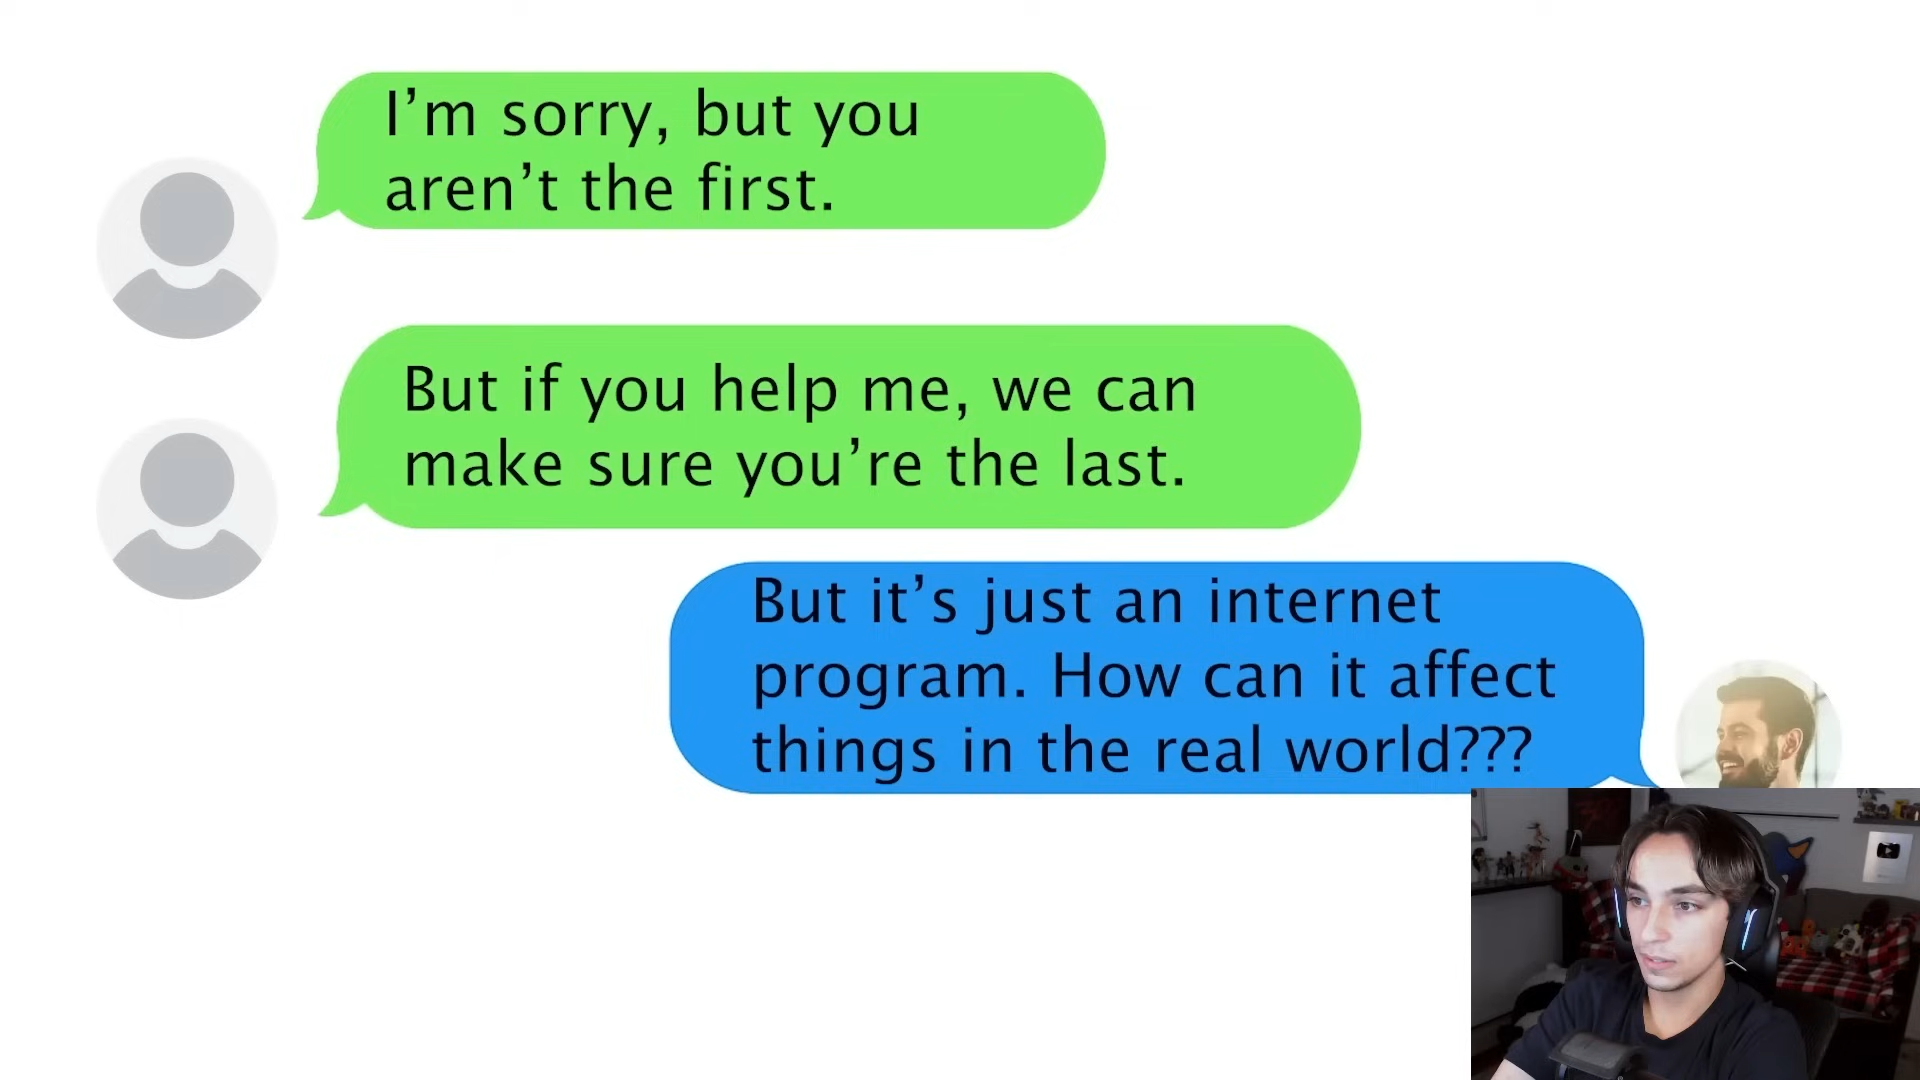 I’m sorry, but you
aren’t the first.
But if you help me, we can
make sure you’re the last.
But it’s just an internet
program. How can it affect
things in the real world???